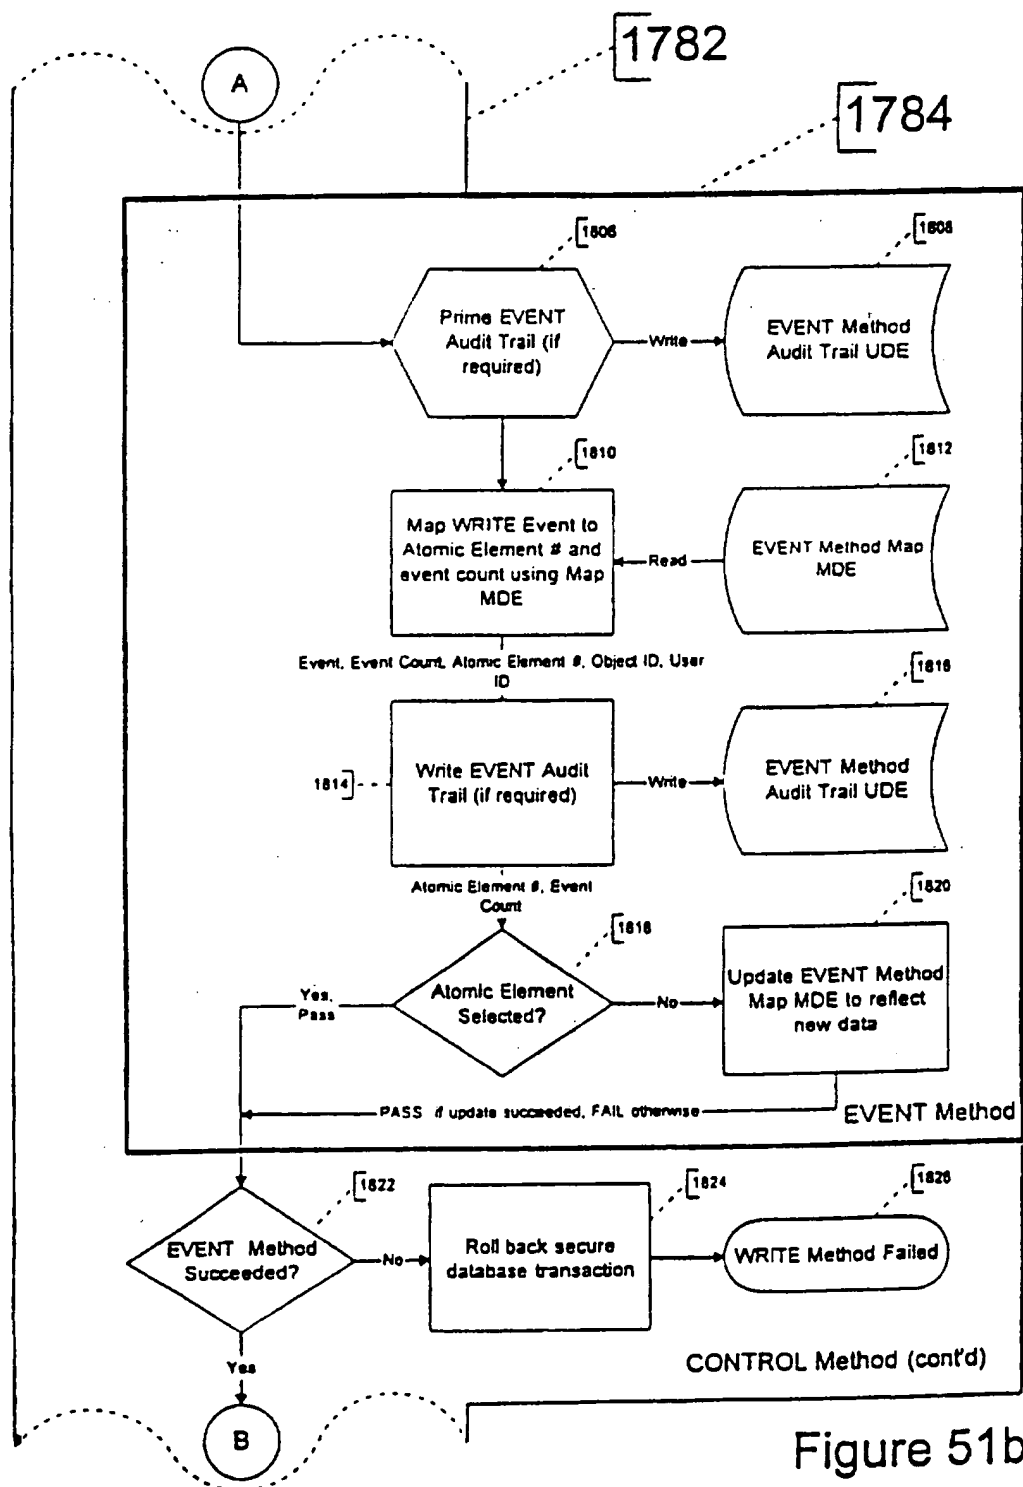 1782
A
1784
1806
1808
Prime EVENT
Audit Trail (if
required)
Write
EVENT Method
Audit Trail UDE
1810
1812
Map WRITE Event to
Atomic Element # and
event count using Map
MDE
Read
EVENT Method Map
MDE
Event, Event Count, Atomic Element #, Object ID, User
ID
1816
1814
Write EVENT Audit
Trail (if required)
Write
EVENT Method
Audit Trail UDE
Atomic Element #, Event
Count
1818
1820
Yes,
Pass
Atomic Element
Selected?
No
Update EVENT Method
Map MDE to reflect
new data
PASS if update succeeded, FAIL otherwise
EVENT Method
1822
1824
1826
EVENT Method
Succeeded?
No
Roll back secure
database transaction
WRITE Method Failed
Yes
CONTROL Method (cont'd)
B
Figure 51b